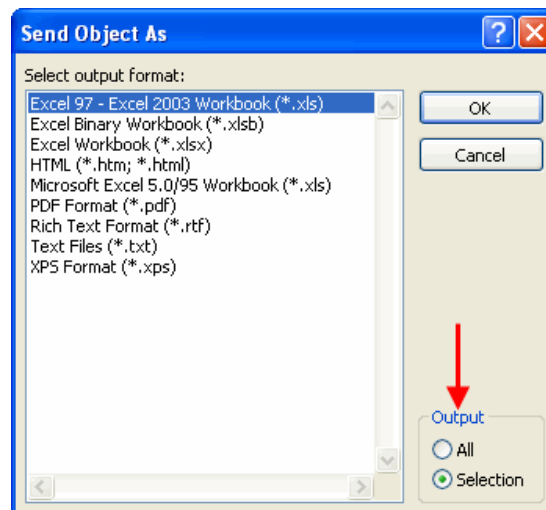 Send Object As
Select output format:
Excel 97 - Excel 2003 Workbook (*.xls)
Excel Binary Workbook (*.xlsb)
Excel Workbook (*.xlsx)
HTML (*.htm; *.html)
Microsoft Excel 5.0/95 Workbook (*.xls)
PDF Format (*.pdf)
Rich Text Format (*.rtf)
Text Files (*.txt)
XPS Format (*.xps)
OK
Cancel
Output
All
Selection